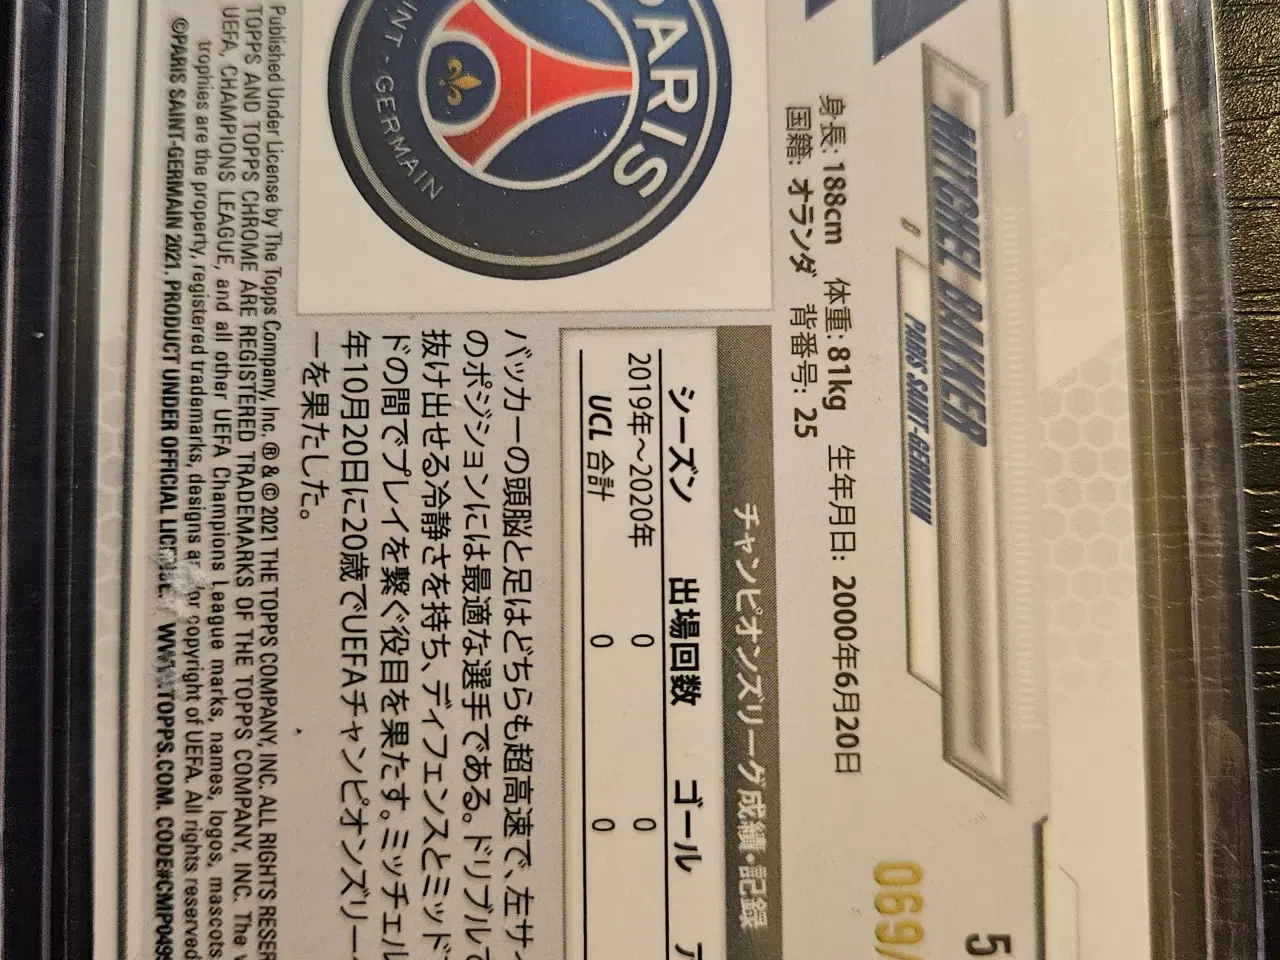 5
069/
MITCHEL BAKKER
D PARIS SAINT-GERMAIN
身長: 188cm 体重: 81kg 生年月日: 2000年6月20日
国籍: オランダ 背番号: 25
PARIS
NT-GERMAIN
チャンピオンズリーグ成績・記録
シーズン 出場回数 ゴール ア
2019年～2020年 0 0
UCL 合計 0 0
バッカーの頭脳と足はどちらも超高速で、左サイ
のポジションには最適な選手である。ドリブルで
抜け出せる冷静さを持ち、ディフェンスとミッド
ドの間でプレイを繋ぐ役目を果たす。ミッチェル
年10月20日に20歳でUEFAチャンピオンズリー
ーを果たした。
Published Under License by The Topps Company, Inc. ® & © 2021 THE TOPPS COMPANY, INC. ALL RIGHTS RESER
TOPPS AND TOPPS CHROME ARE REGISTERED TRADEMARKS OF THE TOPPS COMPANY, INC. The
UEFA, CHAMPIONS LEAGUE, and all other UEFA Champions League marks, names, logos, mascots
trophies are the property, registered trademarks, designs and/or copyright of UEFA. All rights reserved
©PARIS SAINT-GERMAIN 2021. PRODUCT UNDER OFFICIAL LICENSE. WWW.TOPPS.COM. CODE#CMP049